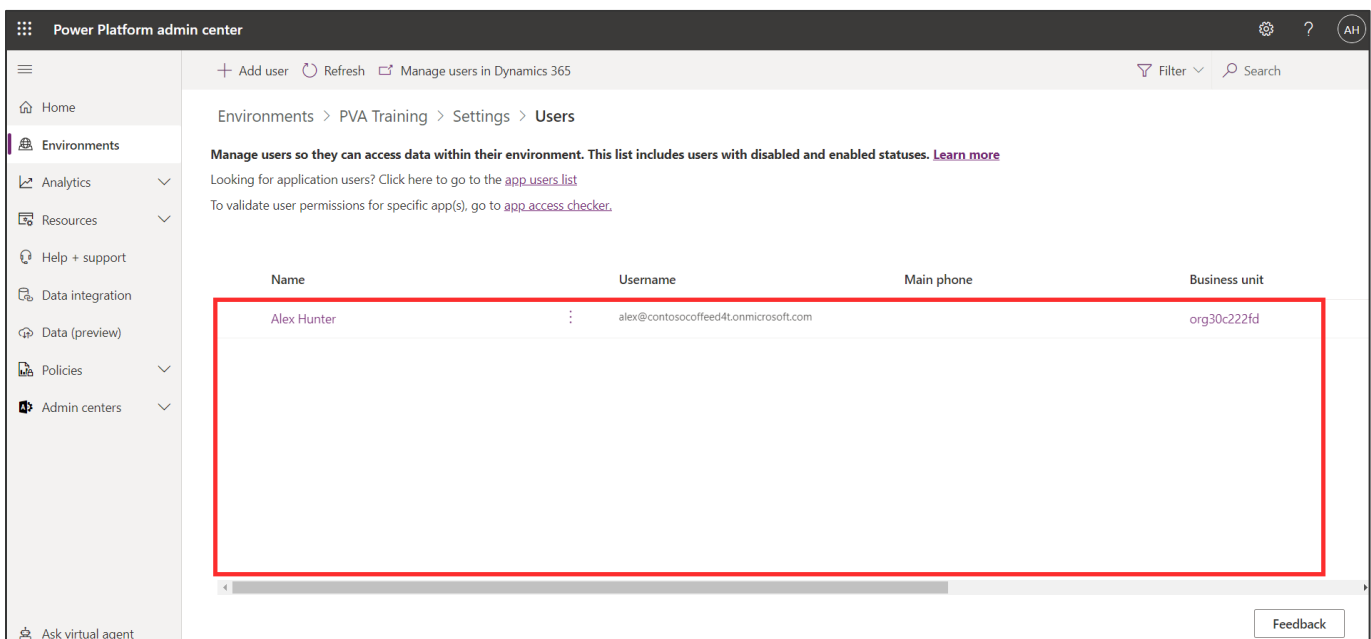 Power Platform admin center
? AH
Add user Refresh Manage users in Dynamics 365 Filter Search
Home
Environments
Analytics
Resources
Help + support
Data integration
Data (preview)
Policies
Admin centers
Ask virtual agent
Environments > PVA Training > Settings > Users
Manage users so they can access data within their environment. This list includes users with disabled and enabled statuses. Learn more
Looking for application users? Click here to go to the app users list
To validate user permissions for specific app(s), go to app access checker.
Name Username Main phone Business unit
Alex Hunter alex@contosocoffeed4t.onmicrosoft.com org30c222fd
Feedback